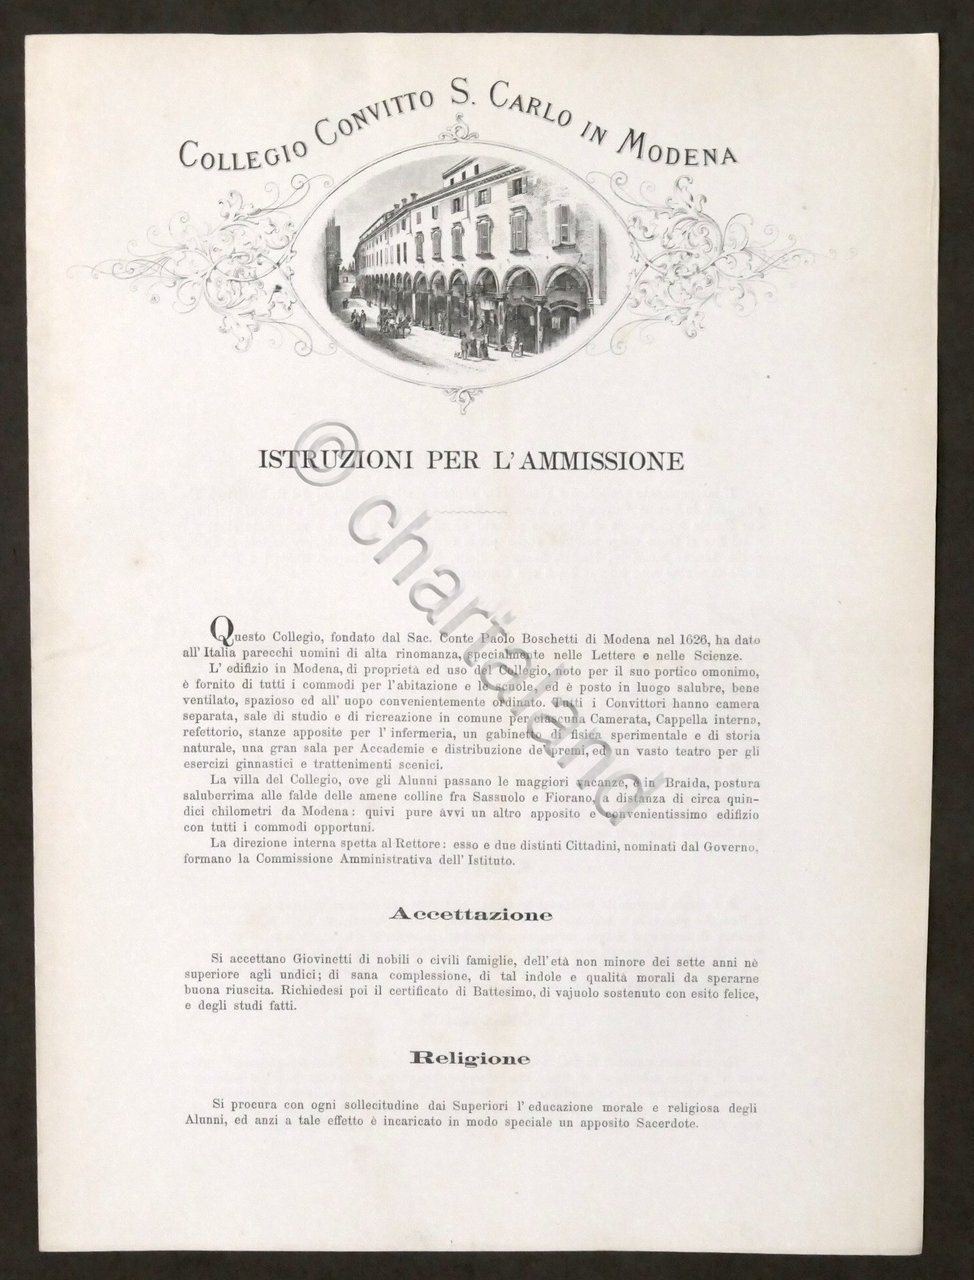 COLLEGIO CONVITTO S. CARLO IN MODENA
ISTRUZIONI PER L'AMMISSIONE
Questo Collegio, fondato dal Sac. Conte Paolo Boschetti di Modena nel 1626, ha dato
all'Italia parecchi uomini di alta rinomanza, specialmente nelle Lettere e nelle Scienze.
L' edifizio in Modena, di proprietà ed uso del Collegio, noto per il suo portico omonimo,
è fornito di tutti i commodi per l'abitazione e le scuole, ed è posto in luogo salubre, bene
ventilato, spazioso ed all' uopo convenientemente ordinato. Tutti i Convittori hanno camera
separata, sale di studio e di ricreazione in comune per ciascuna Camerata, Cappella interna,
refettorio, stanze apposite per l' infermeria, un gabinetto di fisica sperimentale e di storia
naturale, una gran sala per Accademie e distribuzione de' premi, ed un vasto teatro per gli
esercizi ginnastici e trattenimenti scenici.
La villa del Collegio, ove gli Alunni passano le maggiori vacanze, è in Braida, postura
saluberrima alle falde delle amene colline fra Sassuolo e Fiorano, a distanza di circa quin-
dici chilometri da Modena: quivi pure àvvi un altro apposito e convenientissimo edifizio
con tutti i commodi opportuni.
La direzione interna spetta al Rettore: esso e due distinti Cittadini, nominati dal Governo,
formano la Commissione Amministrativa dell' Istituto.
Accettazione
Si accettano Giovinetti di nobili o civili famiglie, dell'età non minore dei sette anni nè
superiore agli undici; di sana complessione, di tal indole e qualità morali da sperarne
buona riuscita. Richiedesi poi il certificato di Battesimo, di vajuolo sostenuto con esito felice,
e degli studi fatti.
Religione
Si procura con ogni sollecitudine dai Superiori l' educazione morale e religiosa degli
Alunni, ed anzi a tale effetto è incaricato in modo speciale un apposito Sacerdote.
© chartaland